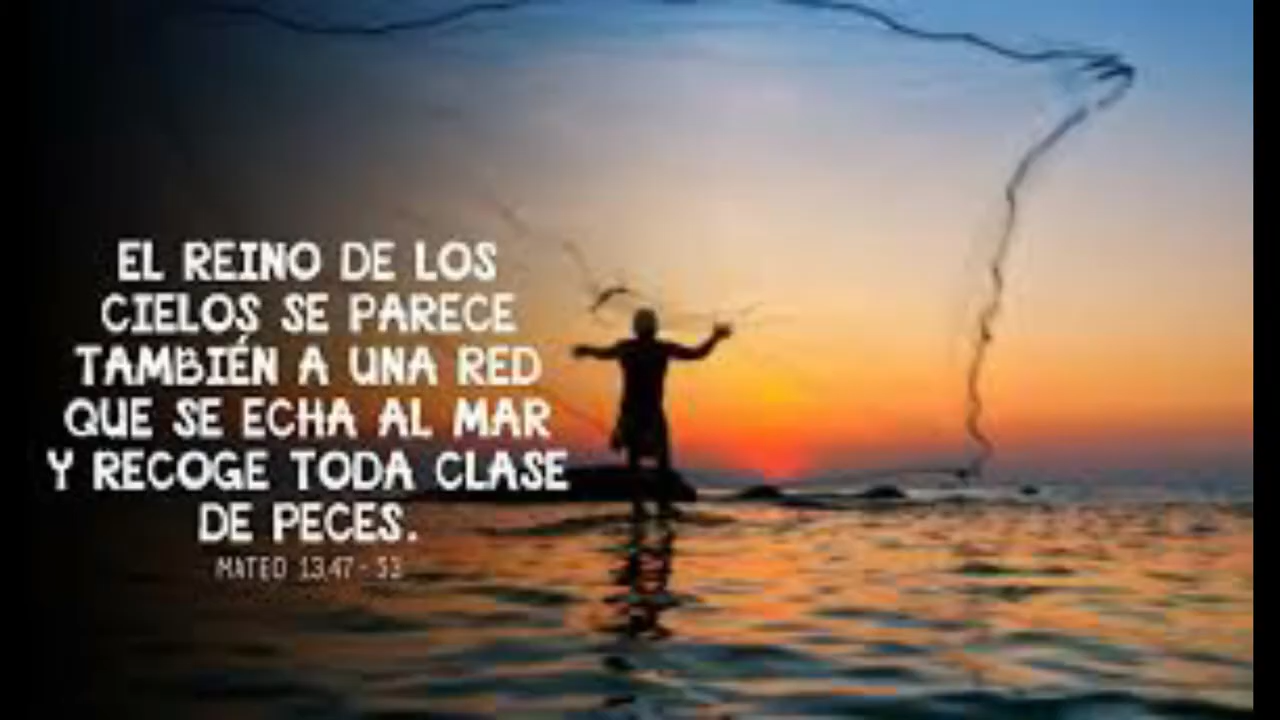 EL REINO DE LOS
CIELOS SE PARECE
TAMBIÉN A UNA RED
QUE SE ECHA AL MAR
Y RECOGE TODA CLASE
DE PECES.
MATEO 13,47 - 53